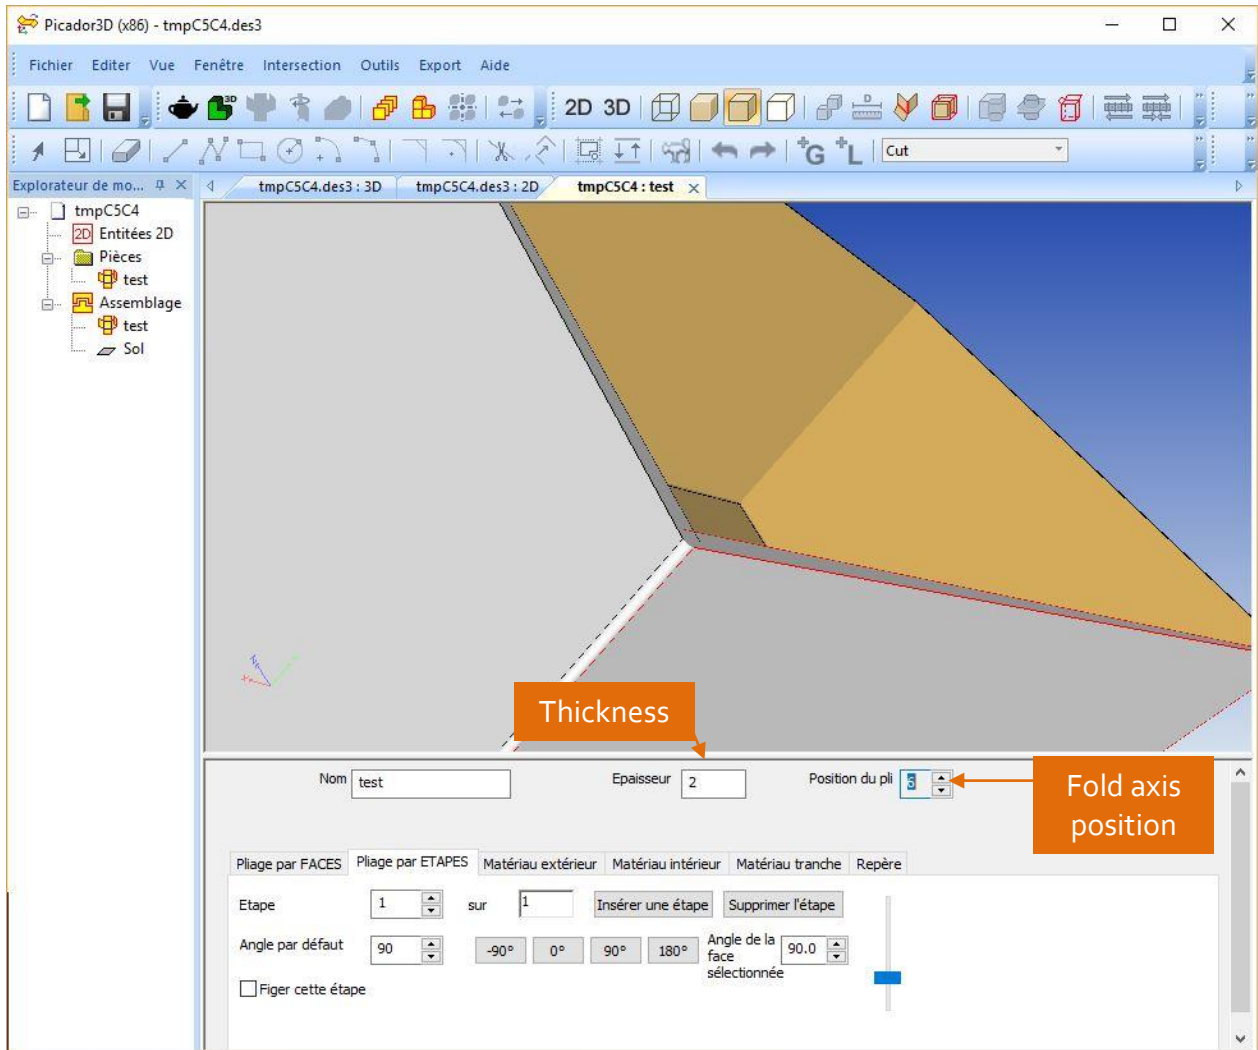 Picador3D (x86) - tmpC5C4.des3
Fichier Editer Vue Fenêtre Intersection Outils Export Aide
3D
2D 3D
D
+G +L Cut
Explorateur de mo...
tmpC5C4.des3 : 3D tmpC5C4.des3 : 2D tmpC5C4 : test
tmpC5C4
2D Entitées 2D
Pièces
test
Assemblage
test
Sol
Thickness
Nom test Epaisseur 2 Position du pli 5
Fold axis
position
Pliage par FACES Pliage par ETAPES Matériau extérieur Matériau intérieur Matériau tranche Repère
Etape 1 sur 1 Insérer une étape Supprimer l'étape
Angle par défaut 90 -90° 0° 90° 180° Angle de la
face
sélectionnée 90.0
Figer cette étape